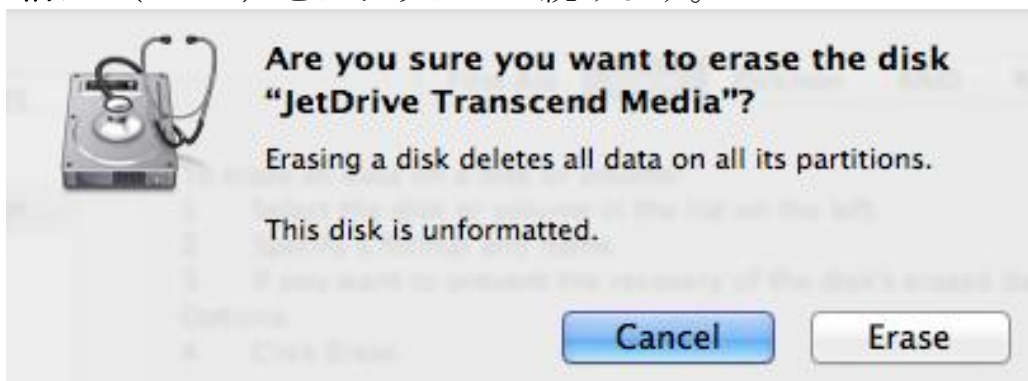 Are you sure you want to erase the disk
“JetDrive Transcend Media”?
Erasing a disk deletes all data on all its partitions.
This disk is unformatted.
Cancel
Erase